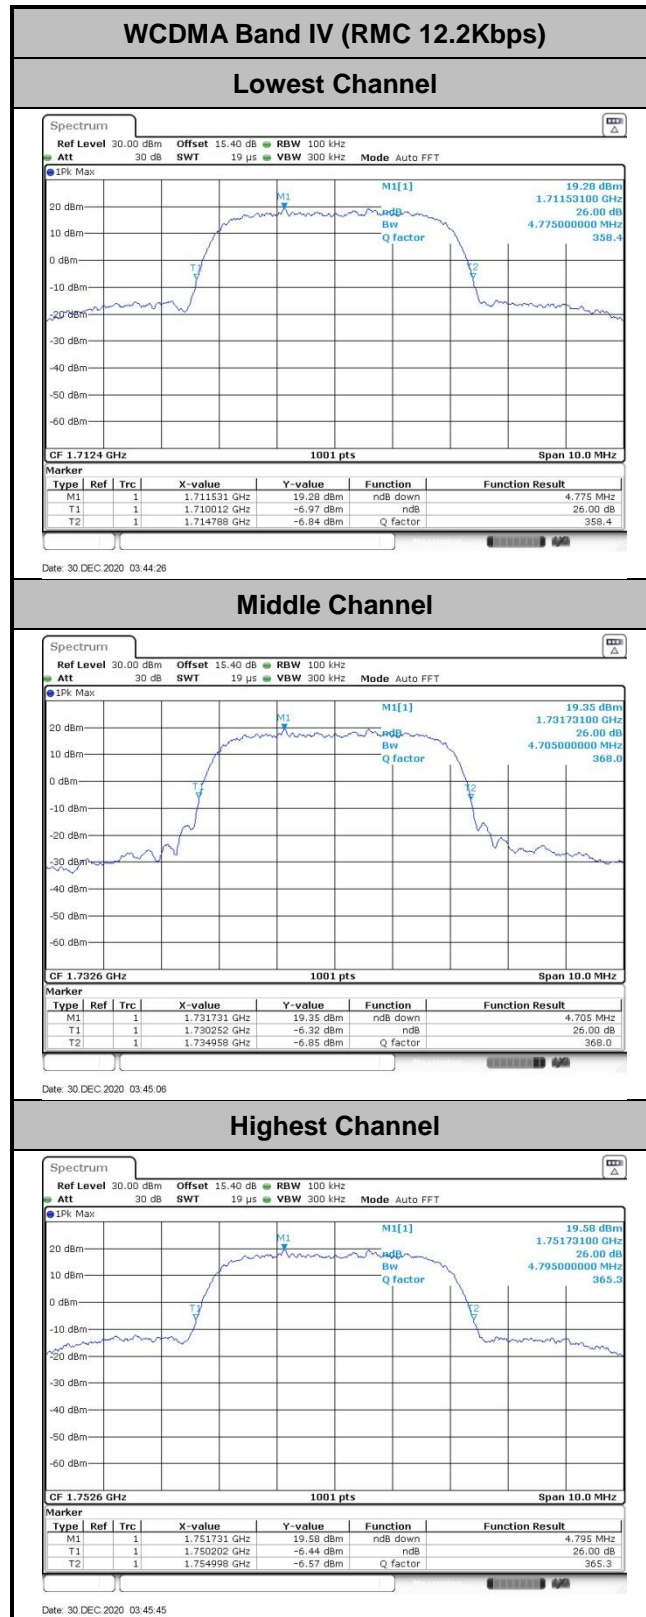 WCDMA Band IV (RMC 12.2Kbps)
Lowest Channel
Spectrum
Ref Level 30.00 dBm Offset 15.40 dB RBW 100 kHz
Att 30 dB SWT 19 µs VBW 300 kHz Mode Auto FFT
1Pk Max
M1[1] 19.28 dBm
1.71153100 GHz
ndB 26.00 dB
Bw 4.775000000 MHz
Q factor 358.4
M1
T1
T2
20 dBm
10 dBm
0 dBm
-10 dBm
-20 dBm
-30 dBm
-40 dBm
-50 dBm
-60 dBm
CF 1.7124 GHz 1001 pts Span 10.0 MHz
Marker
Type Ref Trc X-value Y-value Function Function Result
M1 1 1.711531 GHz 19.28 dBm ndB down 4.775 MHz
T1 1 1.710012 GHz -6.97 dBm ndB 26.00 dB
T2 1 1.714788 GHz -6.84 dBm Q factor 358.4
Date: 30.DEC.2020 03:44:26
Middle Channel
Spectrum
Ref Level 30.00 dBm Offset 15.40 dB RBW 100 kHz
Att 30 dB SWT 19 µs VBW 300 kHz Mode Auto FFT
1Pk Max
M1[1] 19.35 dBm
1.73173100 GHz
ndB 26.00 dB
Bw 4.705000000 MHz
Q factor 368.0
M1
T1
T2
20 dBm
10 dBm
0 dBm
-10 dBm
-20 dBm
-30 dBm
-40 dBm
-50 dBm
-60 dBm
CF 1.7326 GHz 1001 pts Span 10.0 MHz
Marker
Type Ref Trc X-value Y-value Function Function Result
M1 1 1.731731 GHz 19.35 dBm ndB down 4.705 MHz
T1 1 1.730252 GHz -6.32 dBm ndB 26.00 dB
T2 1 1.734958 GHz -6.85 dBm Q factor 368.0
Date: 30.DEC.2020 03:45:06
Highest Channel
Spectrum
Ref Level 30.00 dBm Offset 15.40 dB RBW 100 kHz
Att 30 dB SWT 19 µs VBW 300 kHz Mode Auto FFT
1Pk Max
M1[1] 19.58 dBm
1.75173100 GHz
ndB 26.00 dB
Bw 4.795000000 MHz
Q factor 365.3
M1
T1
T2
20 dBm
10 dBm
0 dBm
-10 dBm
-20 dBm
-30 dBm
-40 dBm
-50 dBm
-60 dBm
CF 1.7526 GHz 1001 pts Span 10.0 MHz
Marker
Type Ref Trc X-value Y-value Function Function Result
M1 1 1.751731 GHz 19.58 dBm ndB down 4.795 MHz
T1 1 1.750202 GHz -6.44 dBm ndB 26.00 dB
T2 1 1.754998 GHz -6.57 dBm Q factor 365.3
Date: 30.DEC.2020 03:45:45